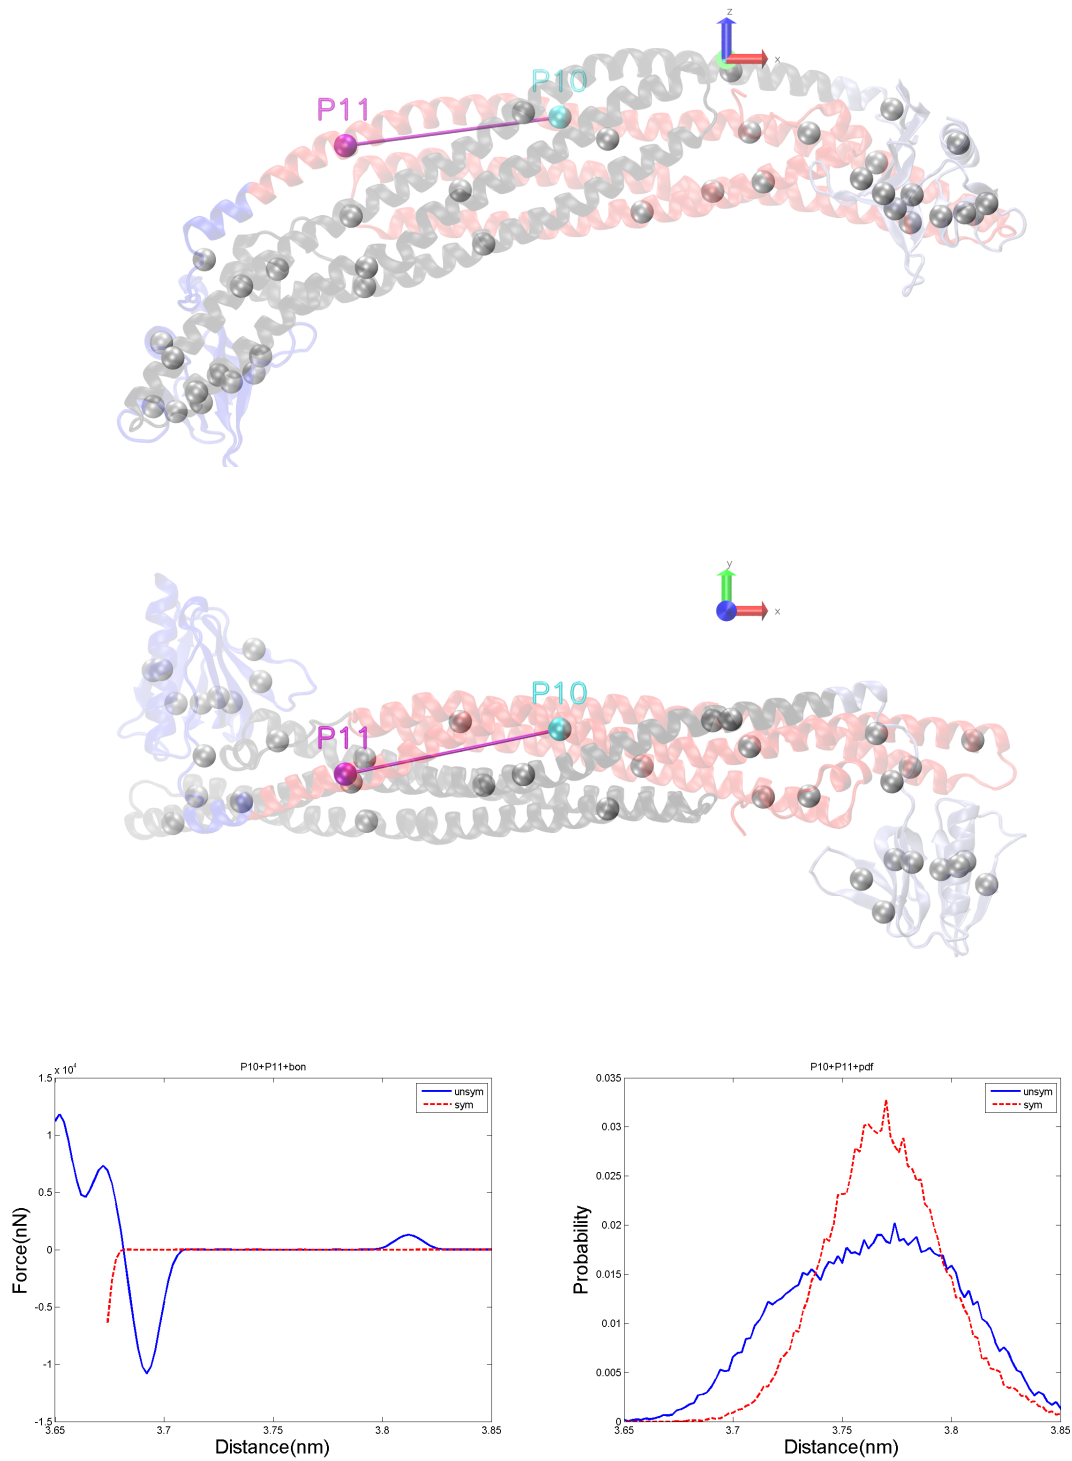 z
x
P10
P11
y
x
P10
P11
P10+P11+bon
x 10⁴
1.5
1
0.5
0
-0.5
-1
-1.5
3.65 3.7 3.75 3.8 3.85
Force(nN)
Distance(nm)
unsym
sym
P10+P11+pdf
0.035
0.03
0.025
0.02
0.015
0.01
0.005
0
3.65 3.7 3.75 3.8 3.85
Probability
Distance(nm)
unsym
sym